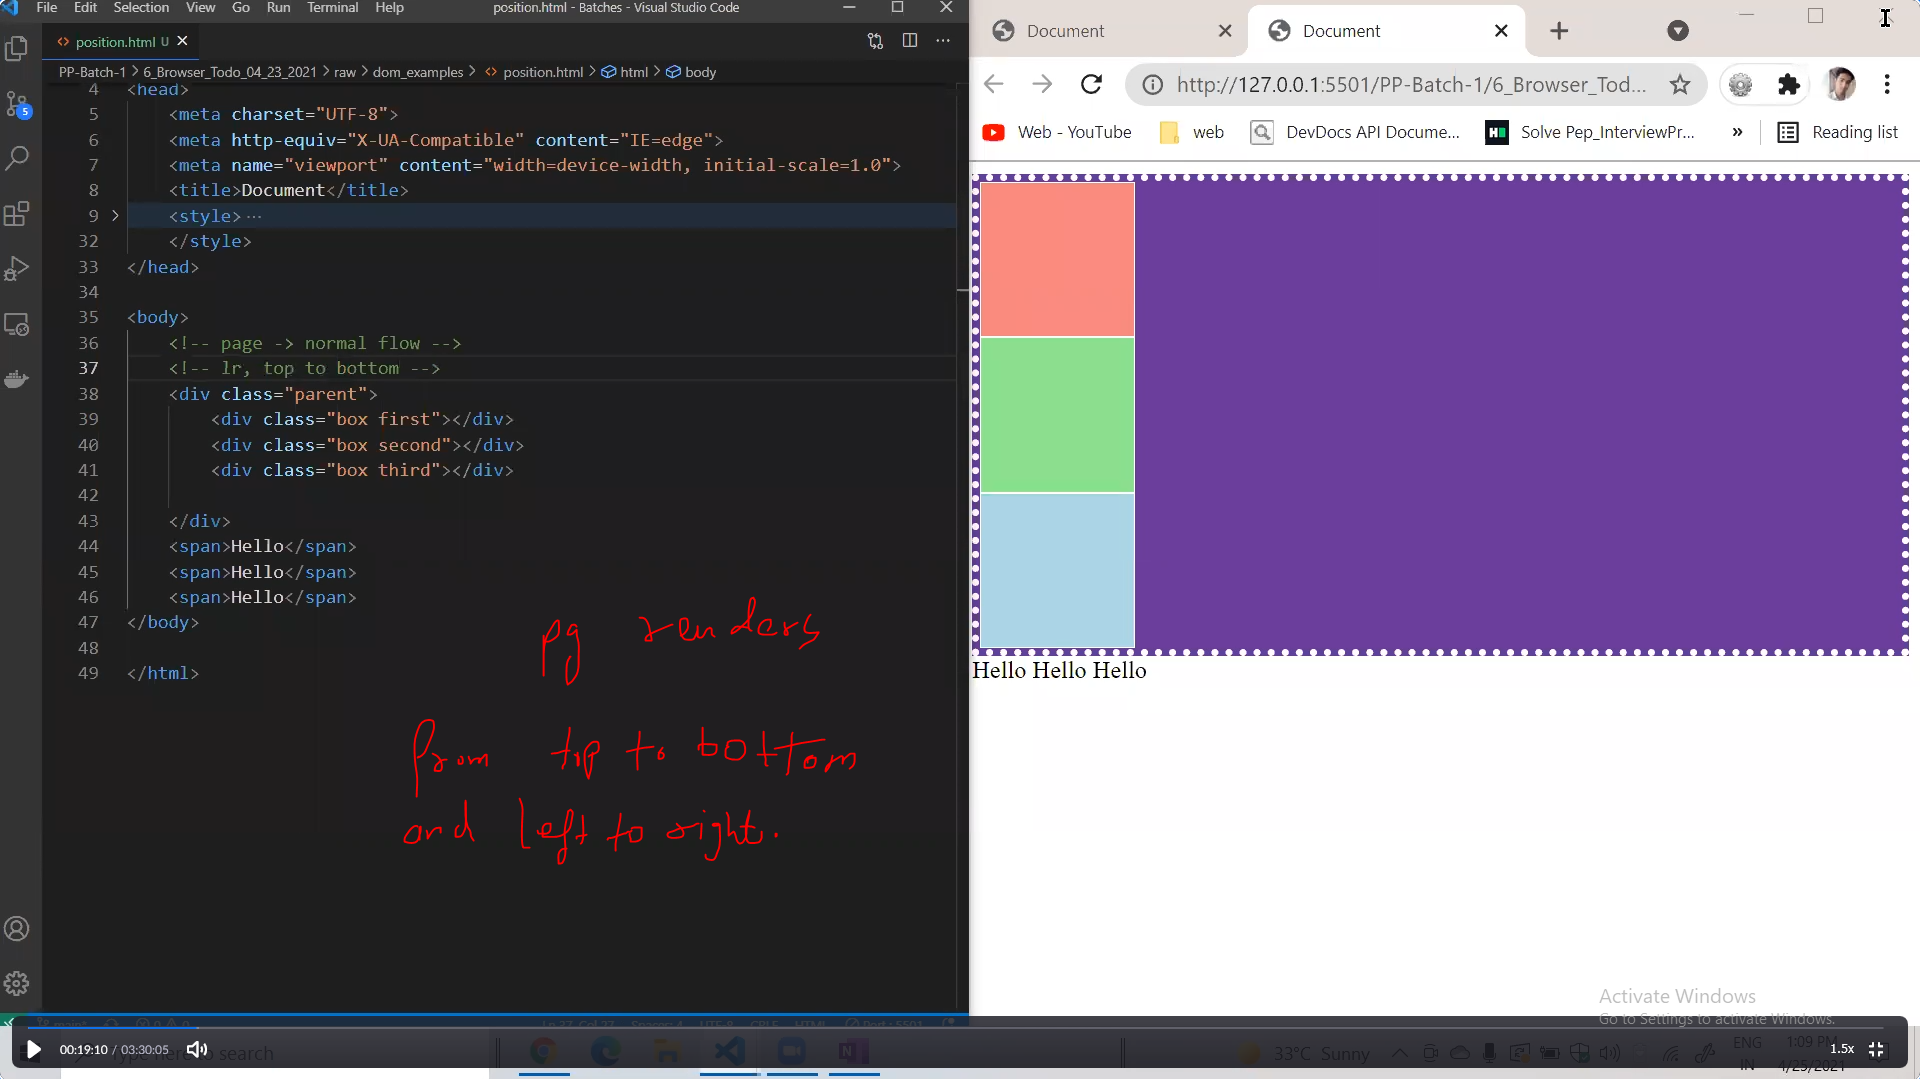 File Edit Selection View Go Run Terminal Help position.html - Batches - Visual Studio Code
position.html U
PP-Batch-1 > 6_Browser_Todo_04_23_2021 > raw > dom_examples > position.html > html > body
4 <head>
5 <meta charset="UTF-8">
6 <meta http-equiv="X-UA-Compatible" content="IE=edge">
7 <meta name="viewport" content="width=device-width, initial-scale=1.0">
8 <title>Document</title>
9 <style> ...
32 </style>
33 </head>
34
35 <body>
36 <!-- page -> normal flow -->
37 <!-- lr, top to bottom -->
38 <div class="parent">
39 <div class="box first"></div>
40 <div class="box second"></div>
41 <div class="box third"></div>
42
43 </div>
44 <span>Hello</span>
45 <span>Hello</span>
46 <span>Hello</span>
47 </body>
48
49 </html>
pg renders
from top to bottom
and left to right.
5
Document
Document
http://127.0.0.1:5501/PP-Batch-1/6_Browser_Tod...
Web - YouTube web DevDocs API Docume... HI Solve Pep_InterviewPr... » Reading list
Hello Hello Hello
Activate Windows
Go to Settings to activate Windows.
00:19:10 / 03:30:05 here to search 33°C Sunny ENG IN 1:09 PM 4/25/2021 1.5x